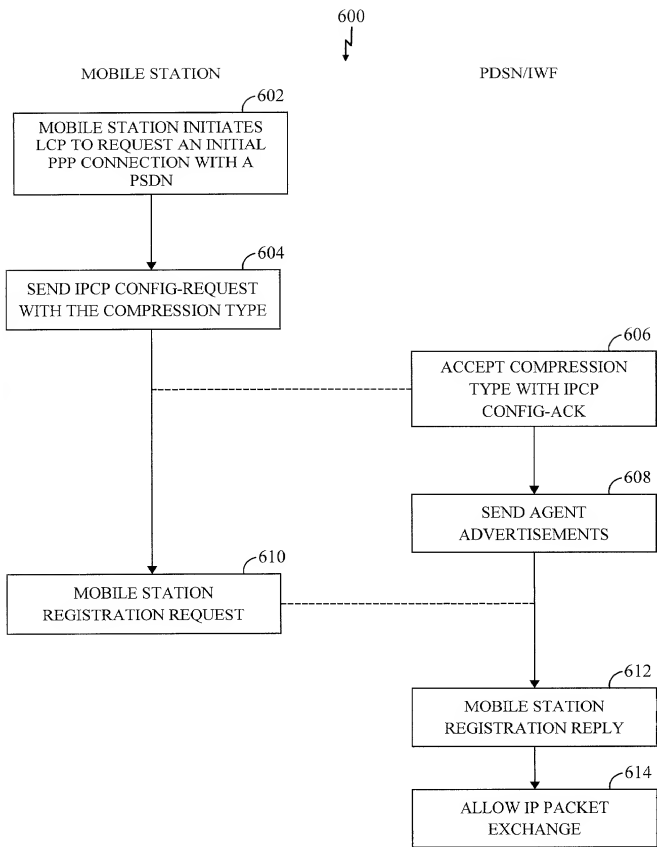 600
MOBILE STATION
PDSN/IWF
602
MOBILE STATION INITIATES
LCP TO REQUEST AN INITIAL
PPP CONNECTION WITH A
PSDN
604
SEND IPCP CONFIG-REQUEST
WITH THE COMPRESSION TYPE
606
ACCEPT COMPRESSION
TYPE WITH IPCP
CONFIG-ACK
608
SEND AGENT
ADVERTISEMENTS
610
MOBILE STATION
REGISTRATION REQUEST
612
MOBILE STATION
REGISTRATION REPLY
614
ALLOW IP PACKET
EXCHANGE